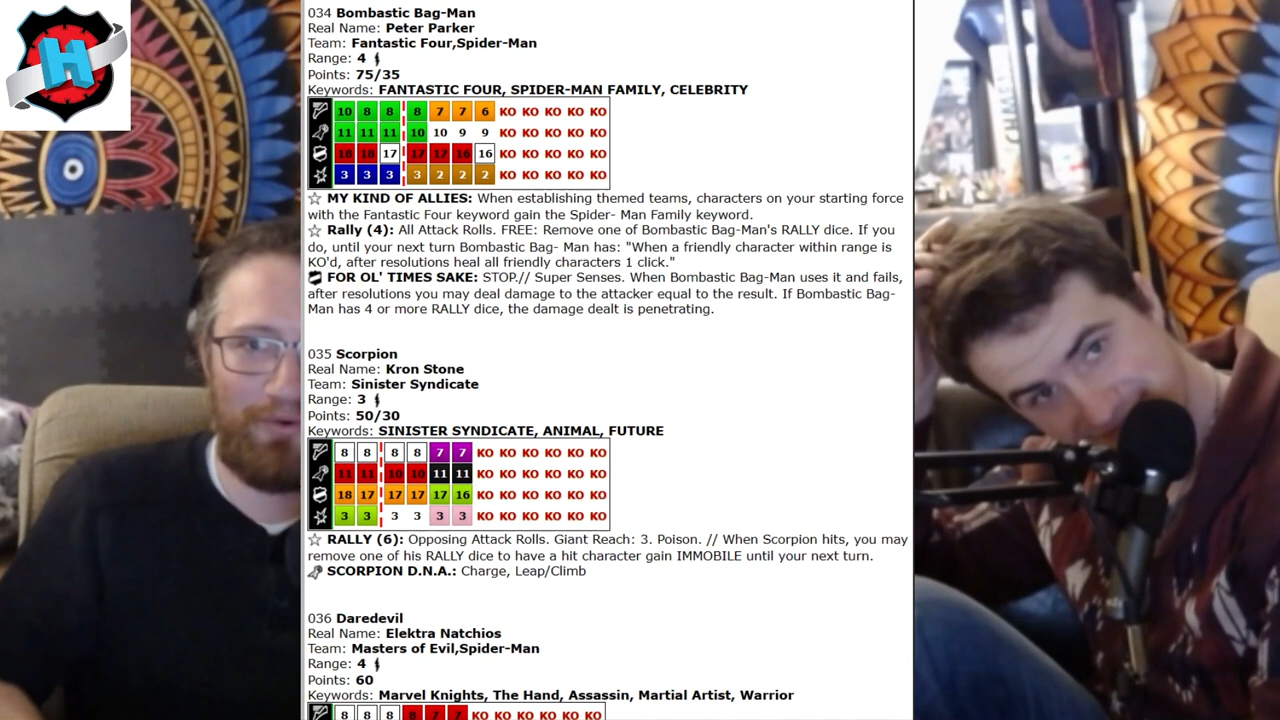 H
034 Bombastic Bag-Man
Real Name: Peter Parker
Team: Fantastic Four,Spider-Man
Range: 4
Points: 75/35
Keywords: FANTASTIC FOUR, SPIDER-MAN FAMILY, CELEBRITY
10 8 8 8 7 7 6 KO KO KO KO KO
11 11 11 10 10 9 9 KO KO KO KO KO
18 18 17 17 17 16 16 KO KO KO KO KO
3 3 3 3 2 2 2 KO KO KO KO KO
MY KIND OF ALLIES: When establishing themed teams, characters on your starting force
with the Fantastic Four keyword gain the Spider- Man Family keyword.
Rally (4): All Attack Rolls. FREE: Remove one of Bombastic Bag-Man's RALLY dice. If you
do, until your next turn Bombastic Bag- Man has: "When a friendly character within range is
KO'd, after resolutions heal all friendly characters 1 click."
FOR OL' TIMES SAKE: STOP.// Super Senses. When Bombastic Bag-Man uses it and fails,
after resolutions you may deal damage to the attacker equal to the result. If Bombastic Bag-
Man has 4 or more RALLY dice, the damage dealt is penetrating.
035 Scorpion
Real Name: Kron Stone
Team: Sinister Syndicate
Range: 3
Points: 50/30
Keywords: SINISTER SYNDICATE, ANIMAL, FUTURE
8 8 8 8 7 7 KO KO KO KO KO KO
11 11 10 10 11 11 KO KO KO KO KO KO
18 17 17 17 17 16 KO KO KO KO KO KO
3 3 3 3 3 3 KO KO KO KO KO KO
RALLY (6): Opposing Attack Rolls. Giant Reach: 3. Poison. // When Scorpion hits, you may
remove one of his RALLY dice to have a hit character gain IMMOBILE until your next turn.
SCORPION D.N.A.: Charge, Leap/Climb
036 Daredevil
Real Name: Elektra Natchios
Team: Masters of Evil,Spider-Man
Range: 4
Points: 60
Keywords: Marvel Knights, The Hand, Assassin, Martial Artist, Warrior
8 8 8 8 7 7 KO KO KO KO KO KO